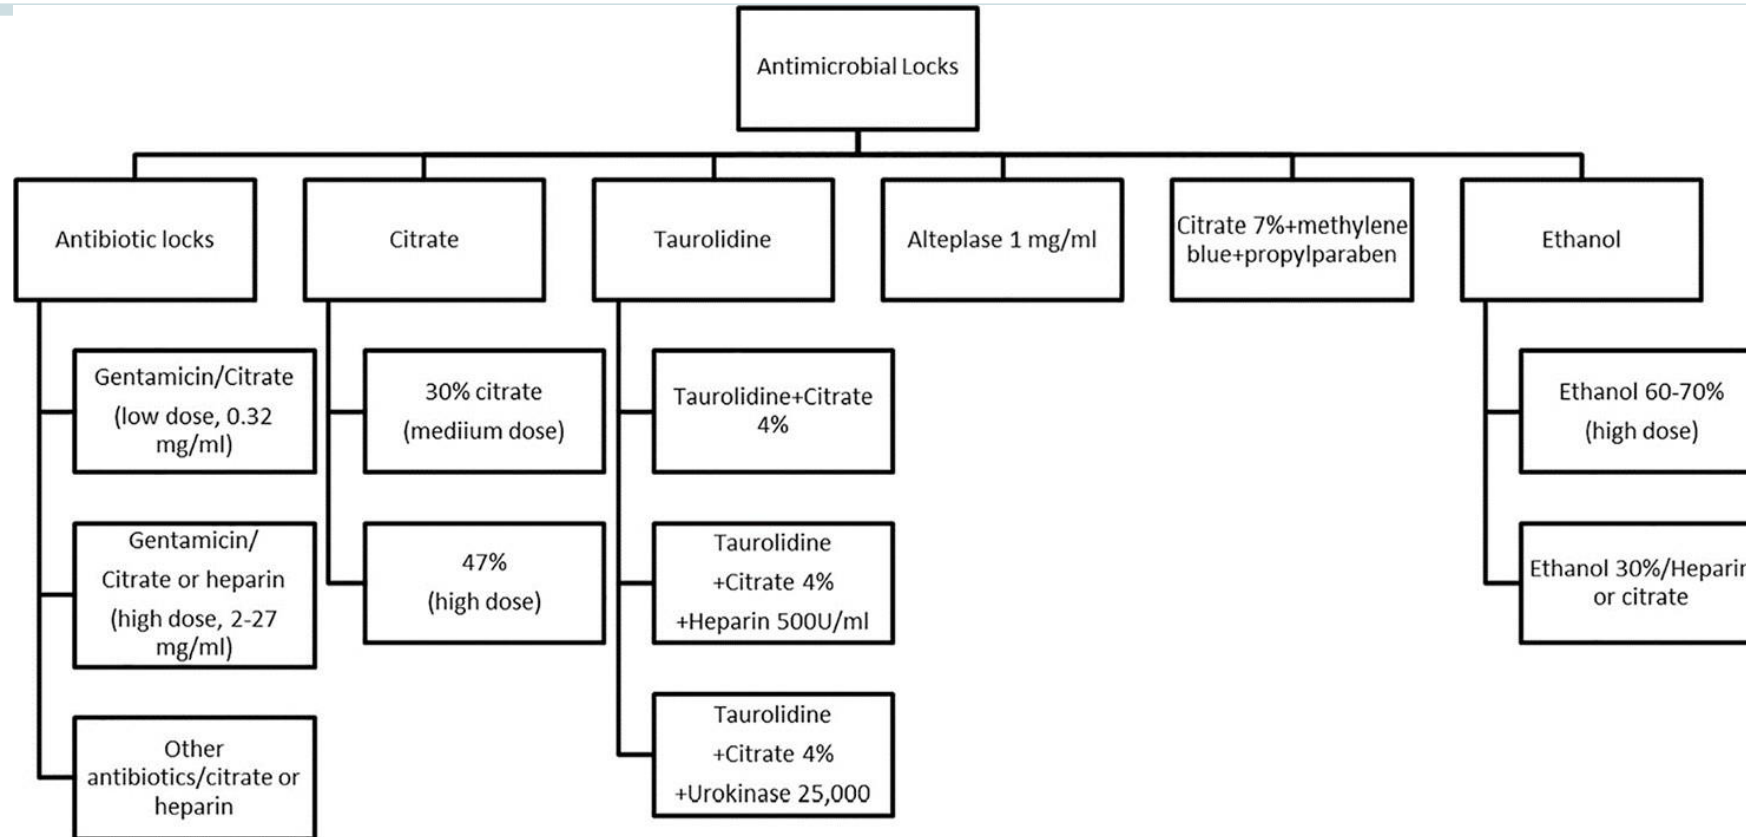 Antimicrobial Locks
Antibiotic locks
Citrate
Taurolidine
Alteplase 1 mg/ml
Citrate 7%+methylene
blue+propylparaben
Ethanol
Gentamicin/Citrate
(low dose, 0.32
mg/ml)
Gentamicin/
Citrate or heparin
(high dose, 2-27
mg/ml)
Other
antibiotics/citrate or
heparin
30% citrate
(mediium dose)
47%
(high dose)
Taurolidine+Citrate
4%
Taurolidine
+Citrate 4%
+Heparin 500U/ml
Taurolidine
+Citrate 4%
+Urokinase 25,000
Ethanol 60-70%
(high dose)
Ethanol 30%/Heparin
or citrate